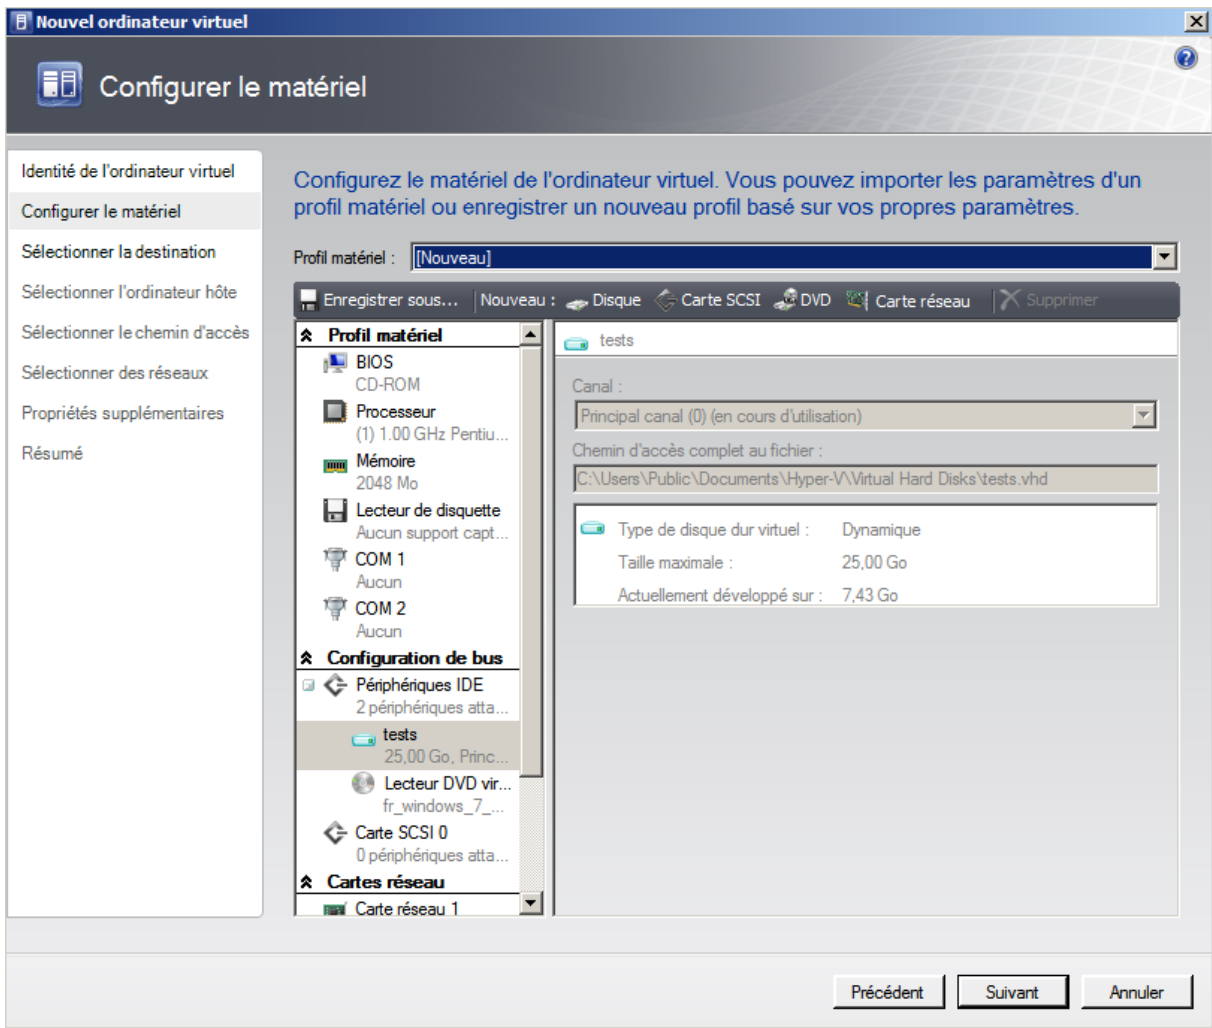 Nouvel ordinateur virtuel
Configurer le matériel
Identité de l'ordinateur virtuel
Configurer le matériel
Sélectionner la destination
Sélectionner l'ordinateur hôte
Sélectionner le chemin d'accès
Sélectionner des réseaux
Propriétés supplémentaires
Résumé
Configurez le matériel de l'ordinateur virtuel. Vous pouvez importer les paramètres d'un
profil matériel ou enregistrer un nouveau profil basé sur vos propres paramètres.
Profil matériel : [Nouveau]
Enregistrer sous... Nouveau : Disque Carte SCSI DVD Carte réseau Supprimer
Profil matériel
BIOS
CD-ROM
Processeur
(1) 1.00 GHz Pentiu...
Mémoire
2048 Mo
Lecteur de disquette
Aucun support capt...
COM 1
Aucun
COM 2
Aucun
Configuration de bus
Périphériques IDE
2 périphériques atta...
tests
25,00 Go, Princ...
Lecteur DVD vir...
fr_windows_7_...
Carte SCSI 0
0 périphériques atta...
Cartes réseau
Carte réseau 1
tests
Canal :
Principal canal (0) (en cours d'utilisation)
Chemin d'accès complet au fichier :
C:\Users\Public\Documents\Hyper-V\Virtual Hard Disks\tests.vhd
Type de disque dur virtuel : Dynamique
Taille maximale : 25,00 Go
Actuellement développé sur : 7,43 Go
Précédent Suivant Annuler